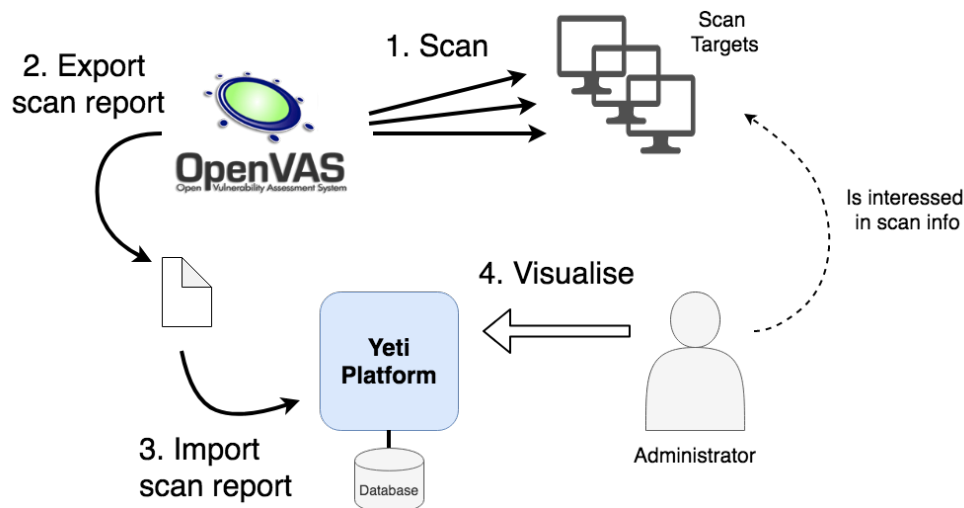 Scan
Targets
1. Scan
2. Export
scan report
OpenVAS
Open Vulnerability Assessment System
Is interessed
in scan info
4. Visualise
Yeti
Platform
3. Import
scan report
Database
Administrator